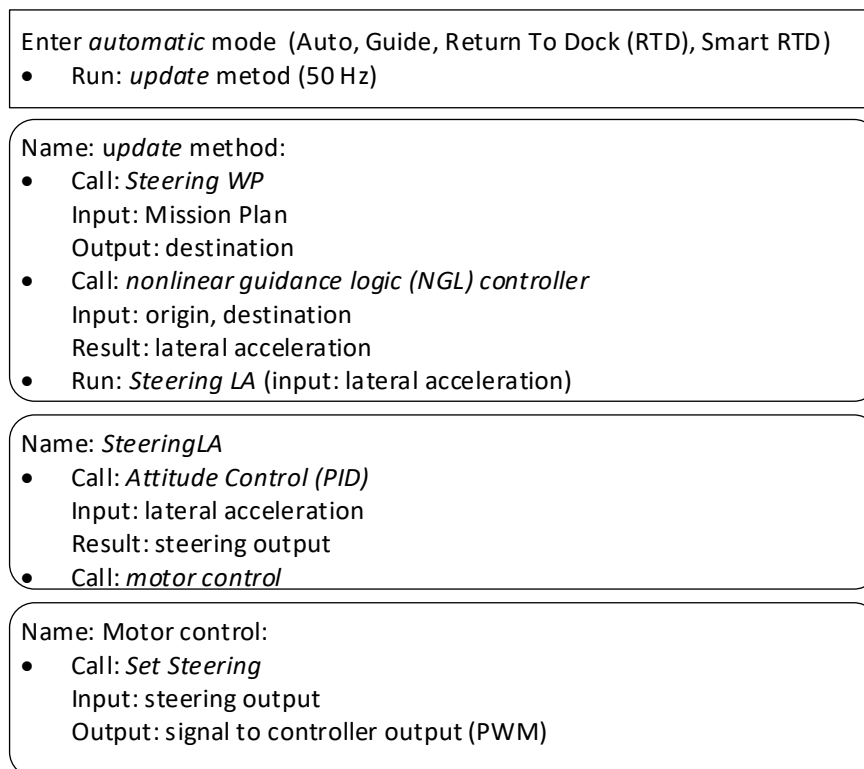 Enter automatic mode (Auto, Guide, Return To Dock (RTD), Smart RTD)
• Run: update metod (50 Hz)
Name: update method:
• Call: Steering WP
Input: Mission Plan
Output: destination
• Call: nonlinear guidance logic (NGL) controller
Input: origin, destination
Result: lateral acceleration
• Run: Steering LA (input: lateral acceleration)
Name: SteeringLA
• Call: Attitude Control (PID)
Input: lateral acceleration
Result: steering output
• Call: motor control
Name: Motor control:
• Call: Set Steering
Input: steering output
Output: signal to controller output (PWM)